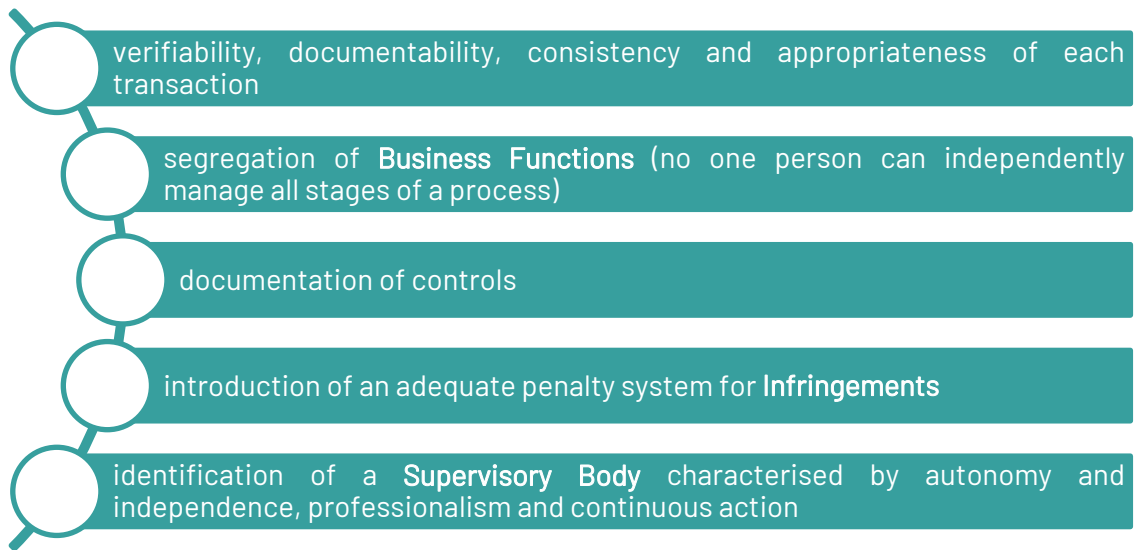 verifiability, documentability, consistency and appropriateness of each
transaction
segregation of Business Functions (no one person can independently
manage all stages of a process)
documentation of controls
introduction of an adequate penalty system for Infringements
identification of a Supervisory Body characterised by autonomy and
independence, professionalism and continuous action